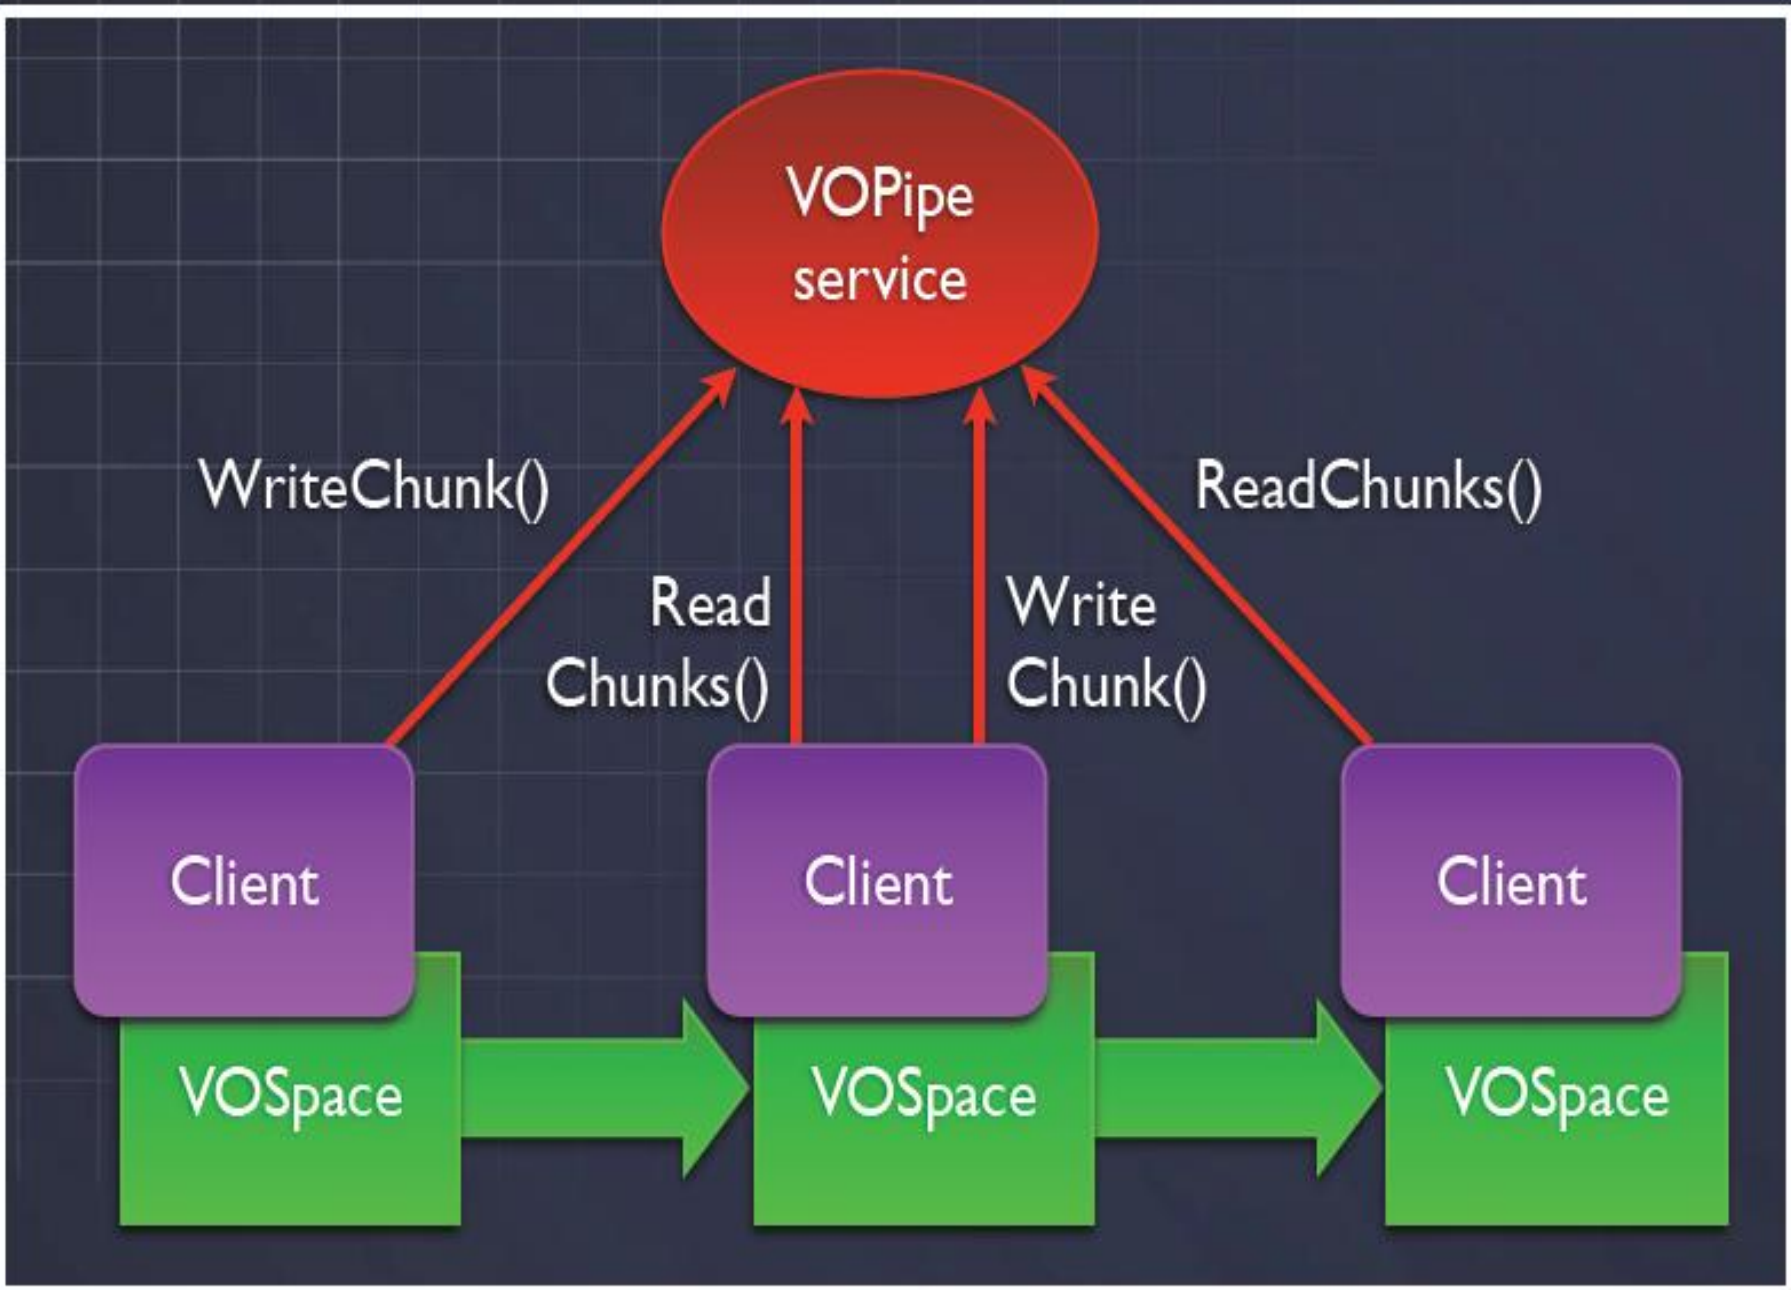 VOPipe
service
WriteChunk()
ReadChunks()
Read
Chunks()
Write
Chunk()
Client
Client
Client
VOSpace
VOSpace
VOSpace